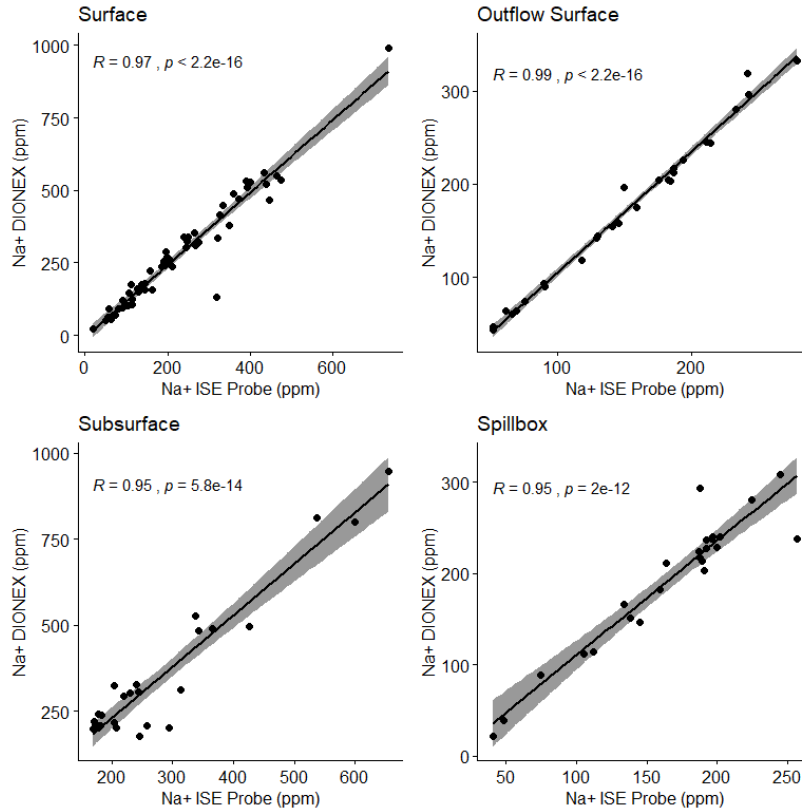 Surface
R = 0.97 , p < 2.2e-16
Na+ DIONEX (ppm)
1000
750
500
250
0
0 200 400 600
Na+ ISE Probe (ppm)
Outflow Surface
R = 0.99 , p < 2.2e-16
Na+ DIONEX (ppm)
300
200
100
100 200
Na+ ISE Probe (ppm)
Subsurface
R = 0.95 , p = 5.8e-14
Na+ DIONEX (ppm)
1000
750
500
250
200 300 400 500 600
Na+ ISE Probe (ppm)
Spillbox
R = 0.95 , p = 2e-12
Na+ DIONEX (ppm)
300
200
100
0
50 100 150 200 250
Na+ ISE Probe (ppm)